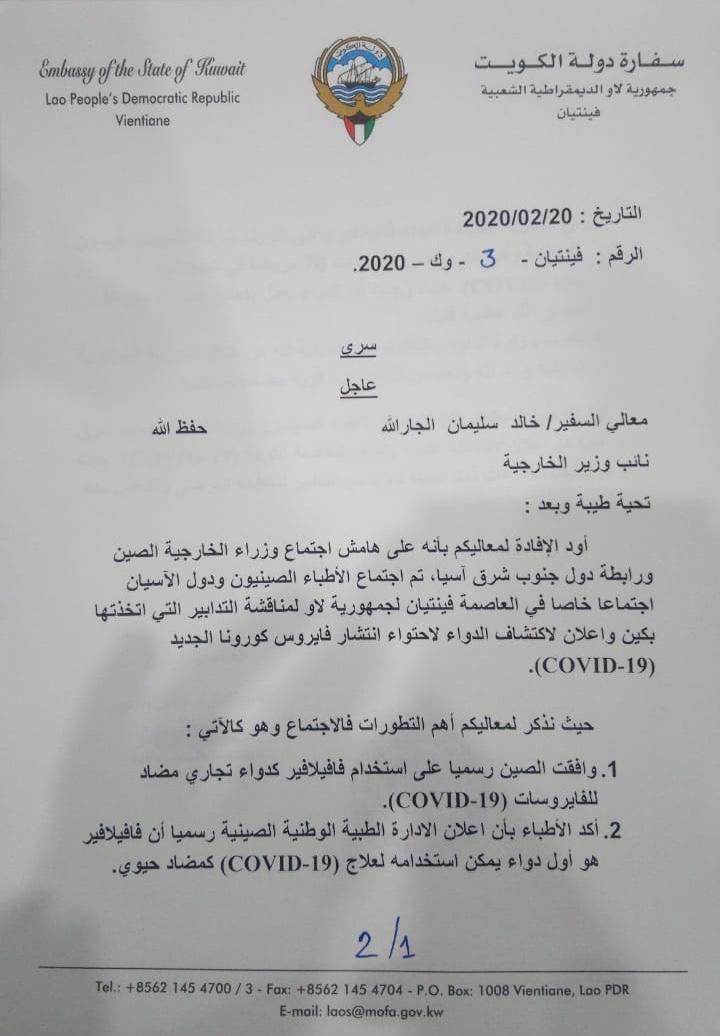 Embassy of the State of Kuwait
Lao People's Democratic Republic
Vientiane
دولة الكويت
سفارة دولة الكويت
جمهورية لاو الديمقراطية الشعبية
فينتيان
التاريخ : 2020/02/20
الرقم : فينتيان - 3 - وك – 2020.
سري
عاجل
معالي السفير/ خالد سليمان الجارالله حفظ الله
نائب وزير الخارجية
تحية طيبة وبعد :
أود الإفادة لمعاليكم بأنه على هامش اجتماع وزراء الخارجية الصين
ورابطة دول جنوب شرق آسيا، تم اجتماع الأطباء الصينيون ودول الآسيان
اجتماعا خاصا في العاصمة فينتيان لجمهورية لاو لمناقشة التدابير التي اتخذتها
بكين واعلان لاكتشاف الدواء لاحتواء انتشار فايروس كورونا الجديد
(COVID-19).
حيث نذكر لمعاليكم أهم التطورات فالاجتماع وهو كالآتي :
1. وافقت الصين رسميا على استخدام فافيلافير كدواء تجاري مضاد
للفايروسات (COVID-19).
2. أكد الأطباء بأن اعلان الادارة الطبية الوطنية الصينية رسميا أن فافيلافير
هو أول دواء يمكن استخدامه لعلاج (COVID-19) كمضاد حيوي.
2/1
Tel.: +8562 145 4700 / 3 - Fax: +8562 145 4704 - P.O. Box: 1008 Vientiane, Lao PDR
E-mail: laos@mofa.gov.kw